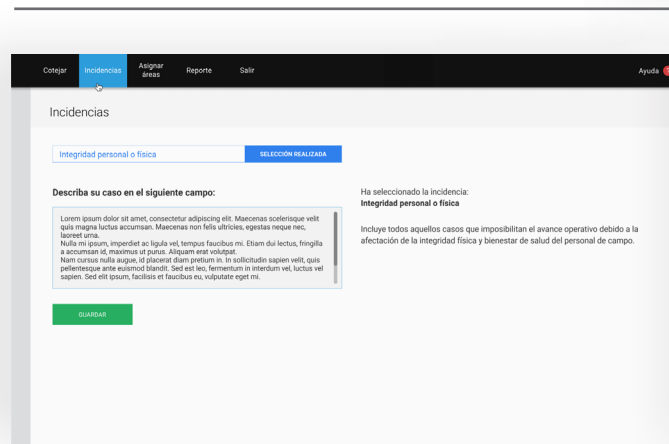 Cotejar
Incidencias
Asignar
áreas
Reporte
Salir
Ayuda
Incidencias
Integridad personal o física
SELECCIÓN REALIZADA
Describa su caso en el siguiente campo:
Lorem ipsum dolor sit amet, consectetur adipiscing elit. Maecenas scelerisque velit
quis magna luctus accumsan. Maecenas non felis ultricies, egestas neque nec,
laoreet urna.
Nulla mi ipsum, imperdiet ac ligula vel, tempus faucibus mi. Etiam dui lectus, fringilla
a accumsan id, maximus ut purus. Aliquam erat volutpat.
Nam cursus nulla augue, id placerat diam pretium in. In sollicitudin sapien velit, quis
pellentesque ante euismod blandit. Sed est leo, fermentum in interdum vel, luctus vel
sapien. Sed elit ipsum, facilisis et faucibus eu, vulputate eget mi.
GUARDAR
Ha seleccionado la incidencia:
Integridad personal o física
Incluye todos aquellos casos que imposibilitan el avance operativo debido a la
afectación de la integridad física y bienestar de salud del personal de campo.